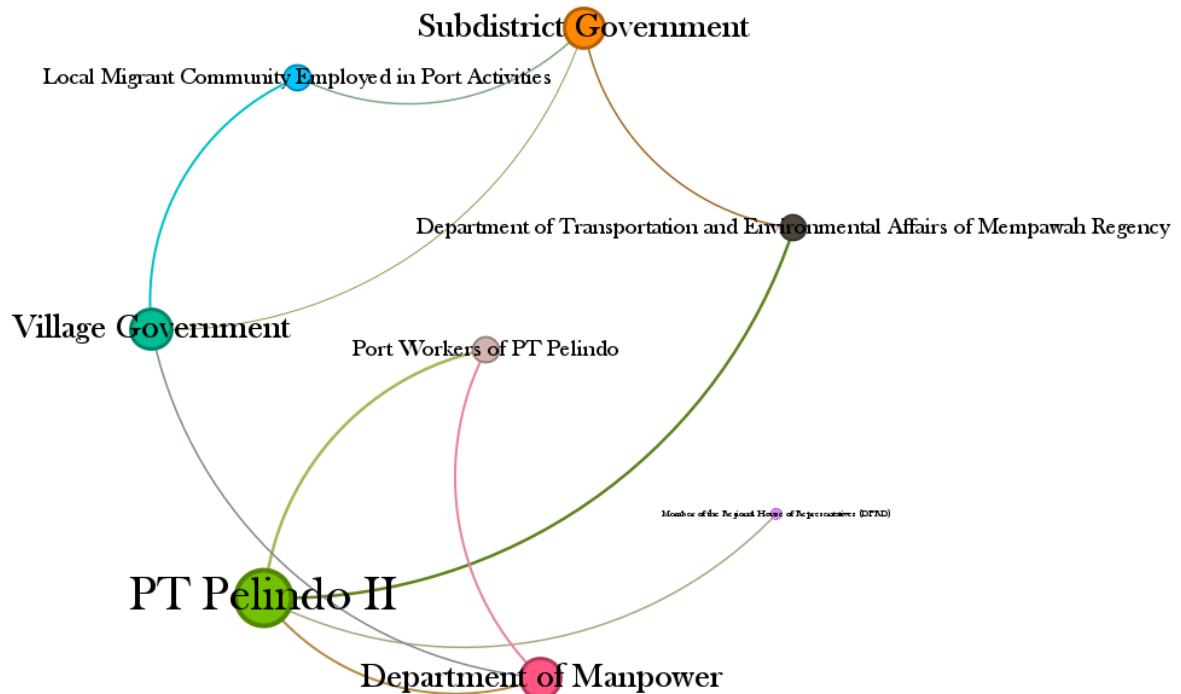 Subdistrict Government
Local Migrant Community Employed in Port Activities
Department of Transportation and Environmental Affairs of Mempawah Regency
Village Government
Port Workers of PT Pelindo
Member of the Regional House of Representatives (DPRD)
PT Pelindo II
Department of Manpower